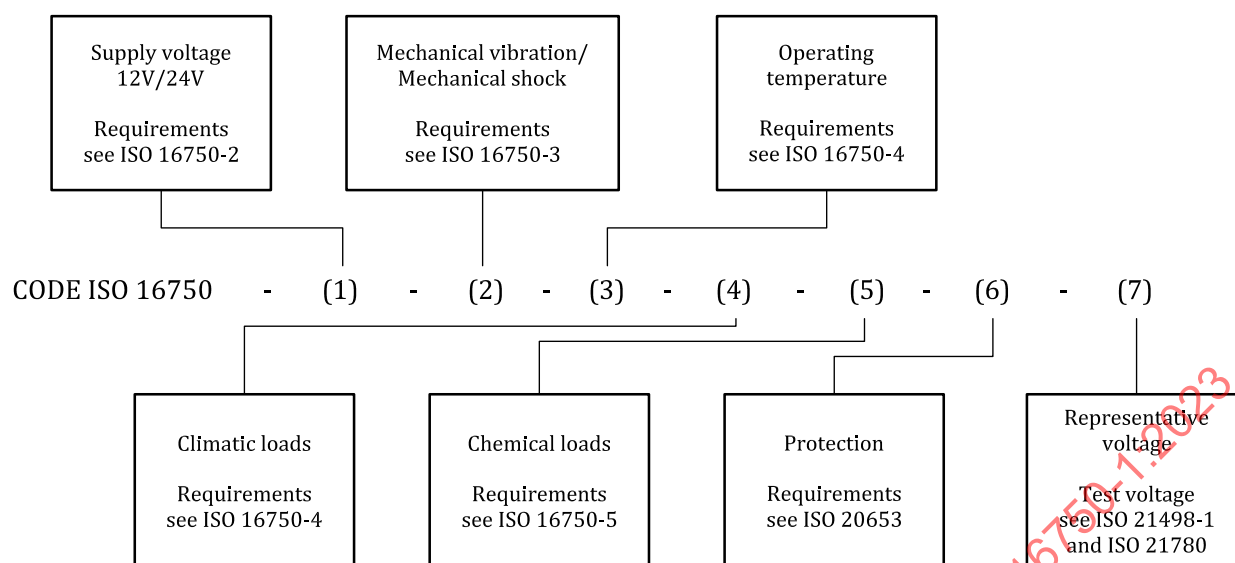 Supply voltage
12V/24V
Requirements
see ISO 16750-2
Mechanical vibration/
Mechanical shock
Requirements
see ISO 16750-3
Operating
temperature
Requirements
see ISO 16750-4
CODE ISO 16750 - (1) - (2) - (3) - (4) - (5) - (6) - (7)
Climatic loads
Requirements
see ISO 16750-4
Chemical loads
Requirements
see ISO 16750-5
Protection
Requirements
see ISO 20653
Representative
voltage
Test voltage
see ISO 21498-1
and ISO 21780
16750-1:2023